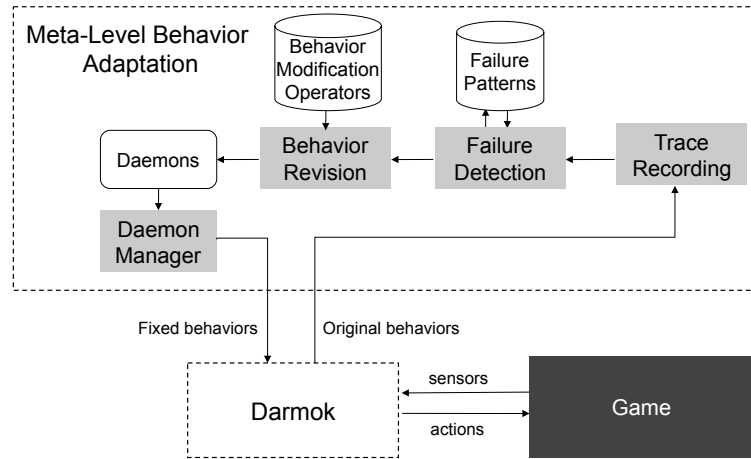 Meta-Level Behavior
Adaptation
Behavior
Modification
Operators
Failure
Patterns
Daemons
Behavior
Revision
Failure
Detection
Trace
Recording
Daemon
Manager
Fixed behaviors
Original behaviors
Darmok
sensors
actions
Game